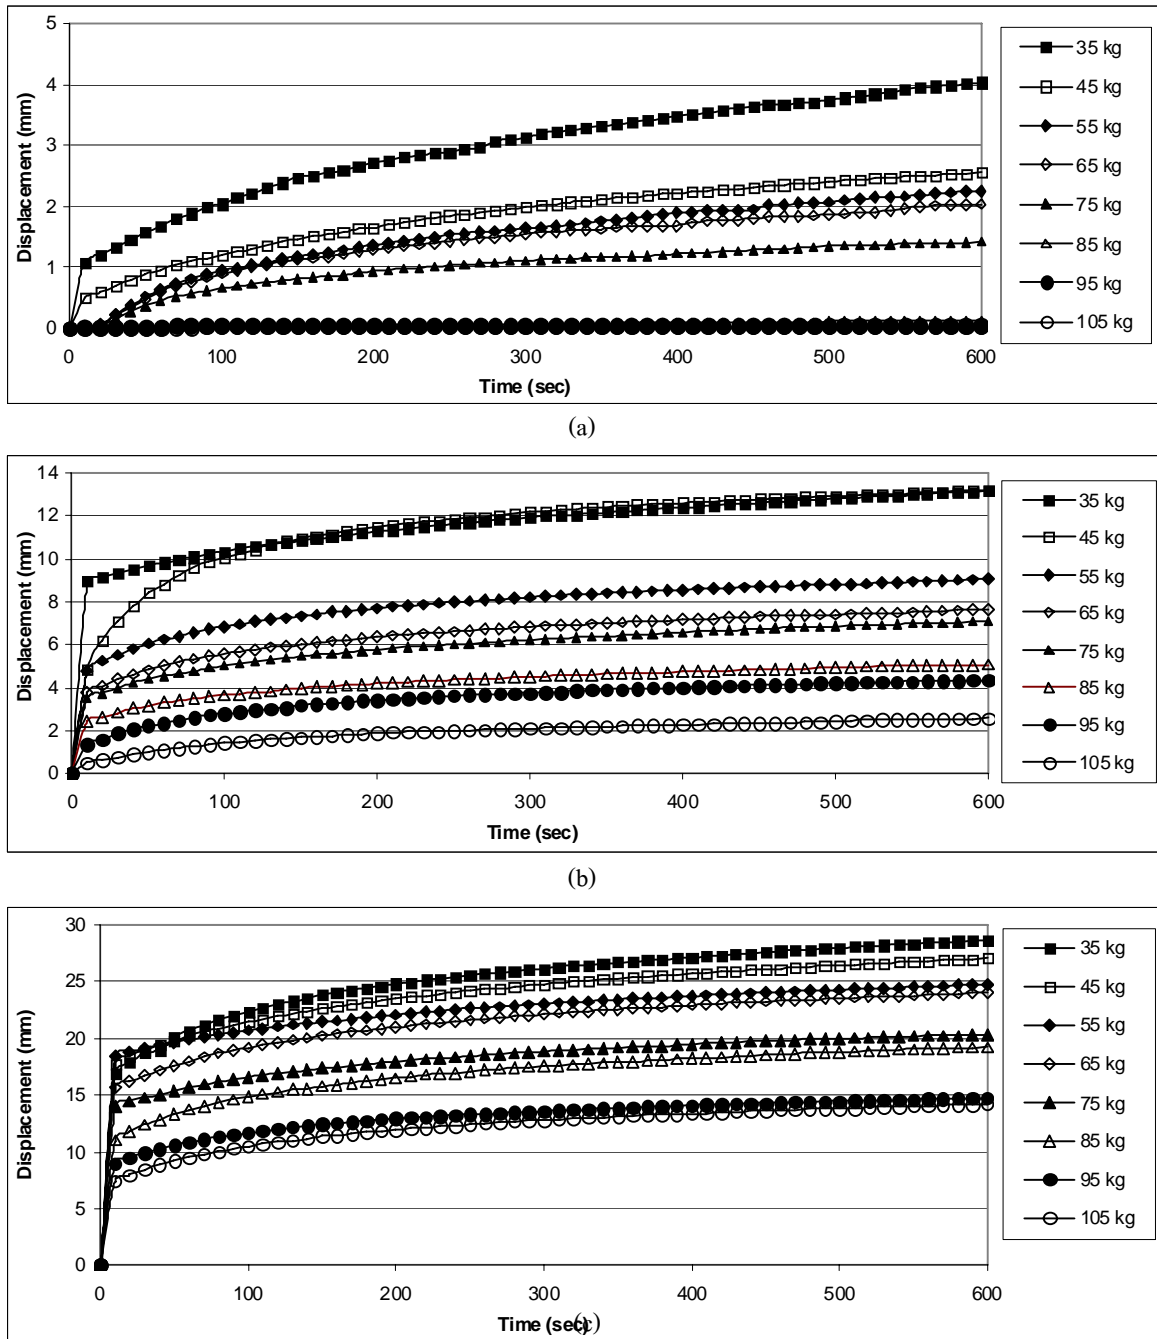 5
4
3
2
1
0
Displacement (mm)
0 100 200 300 400 500 600
Time (sec)
35 kg
45 kg
55 kg
65 kg
75 kg
85 kg
95 kg
105 kg
(a)
14
12
10
8
6
4
2
0
Displacement (mm)
0 100 200 300 400 500 600
Time (sec)
35 kg
45 kg
55 kg
65 kg
75 kg
85 kg
95 kg
105 kg
(b)
30
25
20
15
10
5
0
Displacement (mm)
0 100 200 300 400 500 600
Time (sec)
35 kg
45 kg
55 kg
65 kg
75 kg
85 kg
95 kg
105 kg
(c)